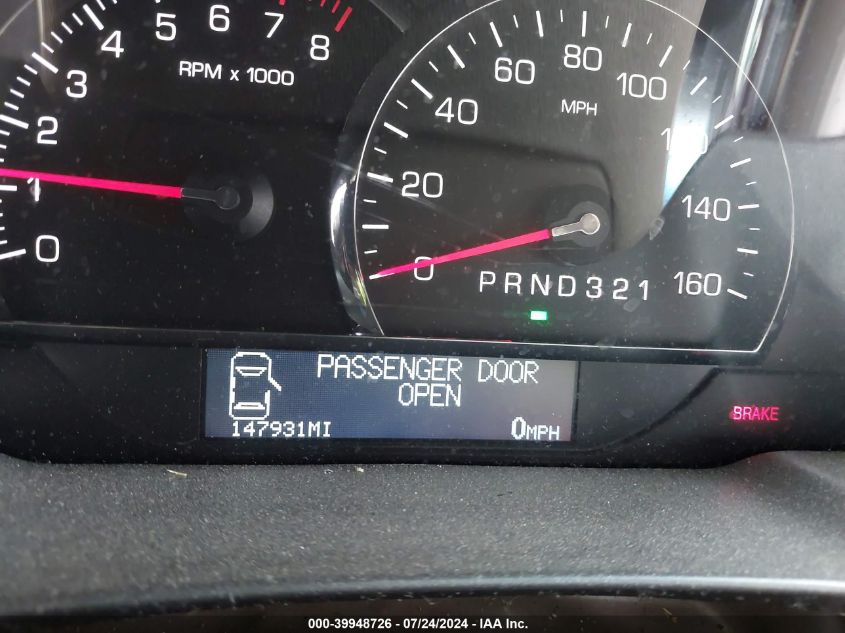 0 1 2 3 4 5 6 7 8
RPM x 1000
0 20 40 60 80 100 140 160
MPH
PRND321
PASSENGER DOOR
OPEN
147931MI
0MPH
BRAKE
000-39948726 - 07/24/2024 - IAA Inc.